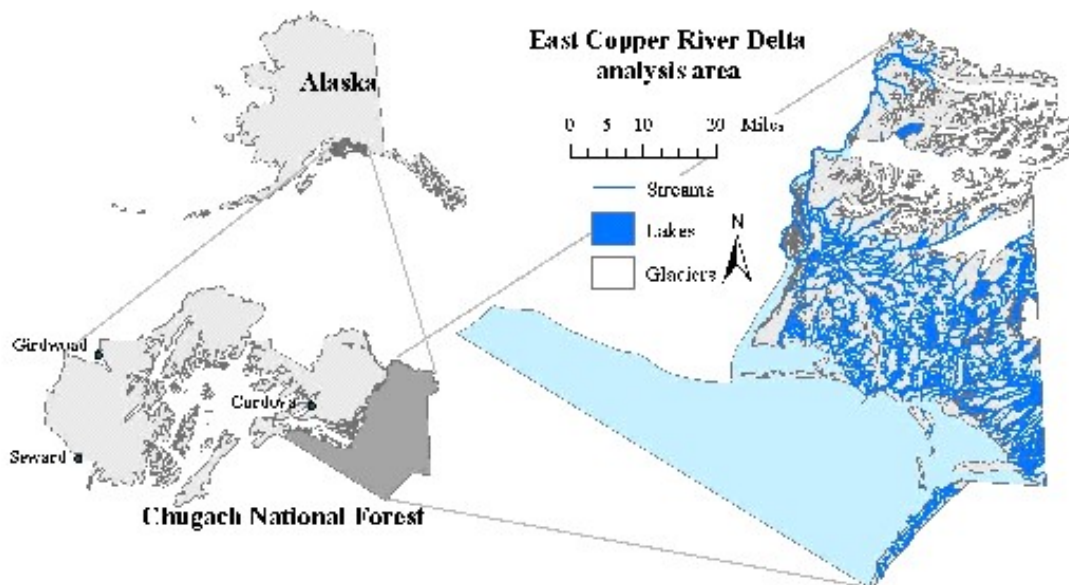 Alaska
East Copper River Delta
analysis area
0 5 10 20 Miles
Streams
Lakes
Glaciers
N
Girdwood
Cordova
Seward
Chugach National Forest